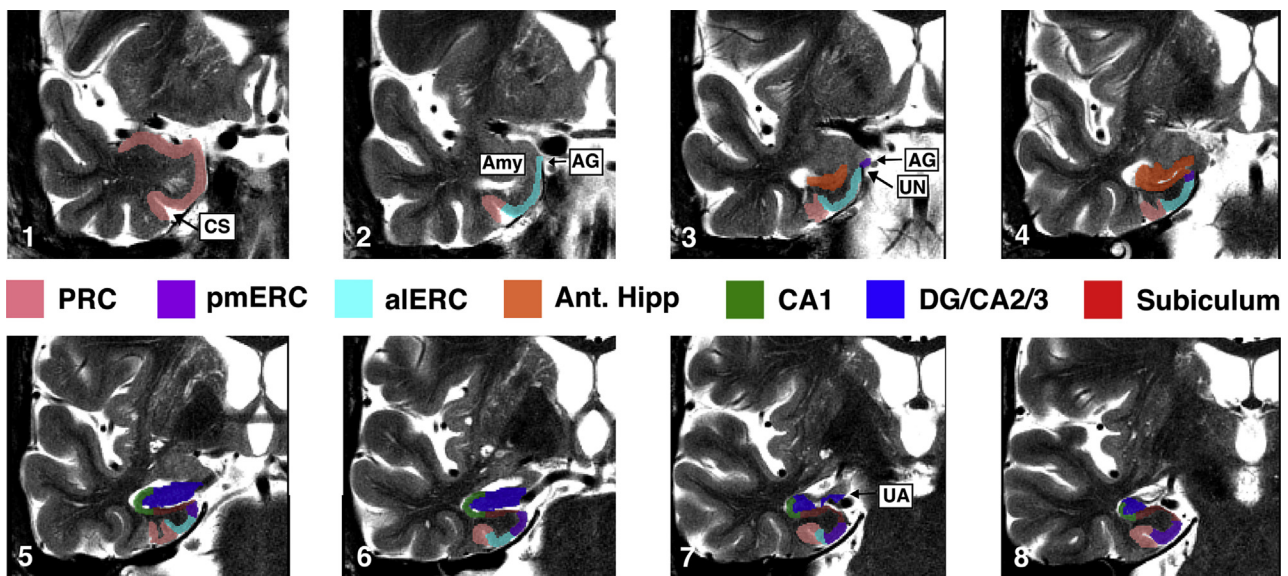 CS
1
Amy
AG
2
AG
UN
3
4
PRC
pmERC
alERC
Ant. Hipp
CA1
DG/CA2/3
Subiculum
5
6
UA
7
8